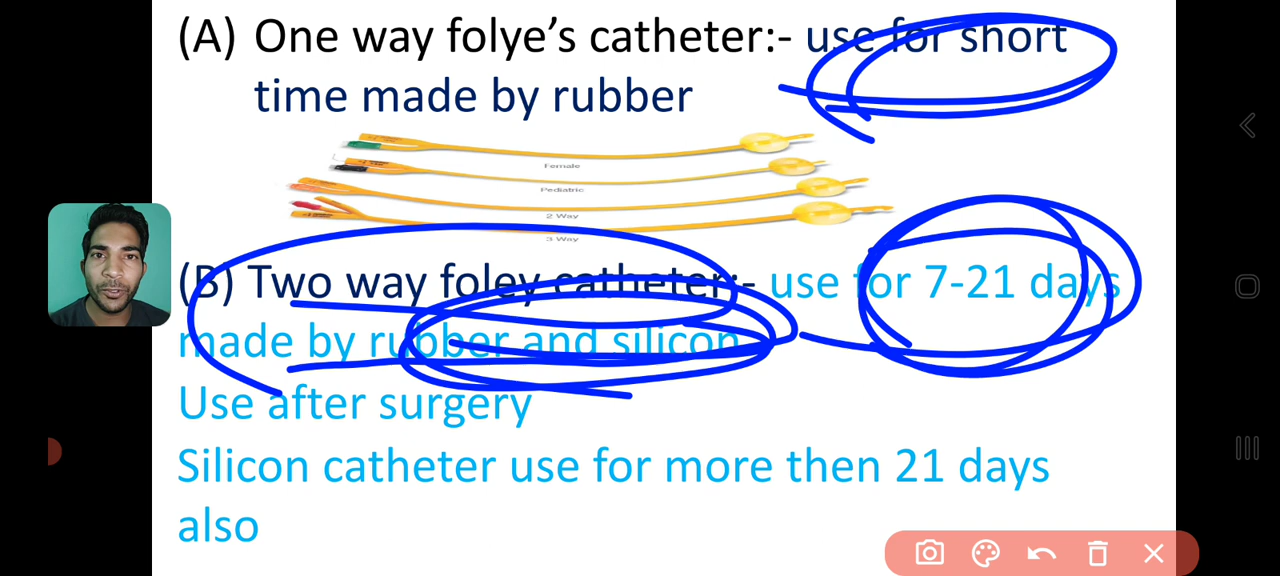 (A) One way folye's catheter:- use for short
time made by rubber
Female
Pediatric
2 Way
3-Way
(B) Two way foley catheter:- use for 7-21 days
made by rubber and silicon
Use after surgery
Silicon catheter use for more then 21 days
also